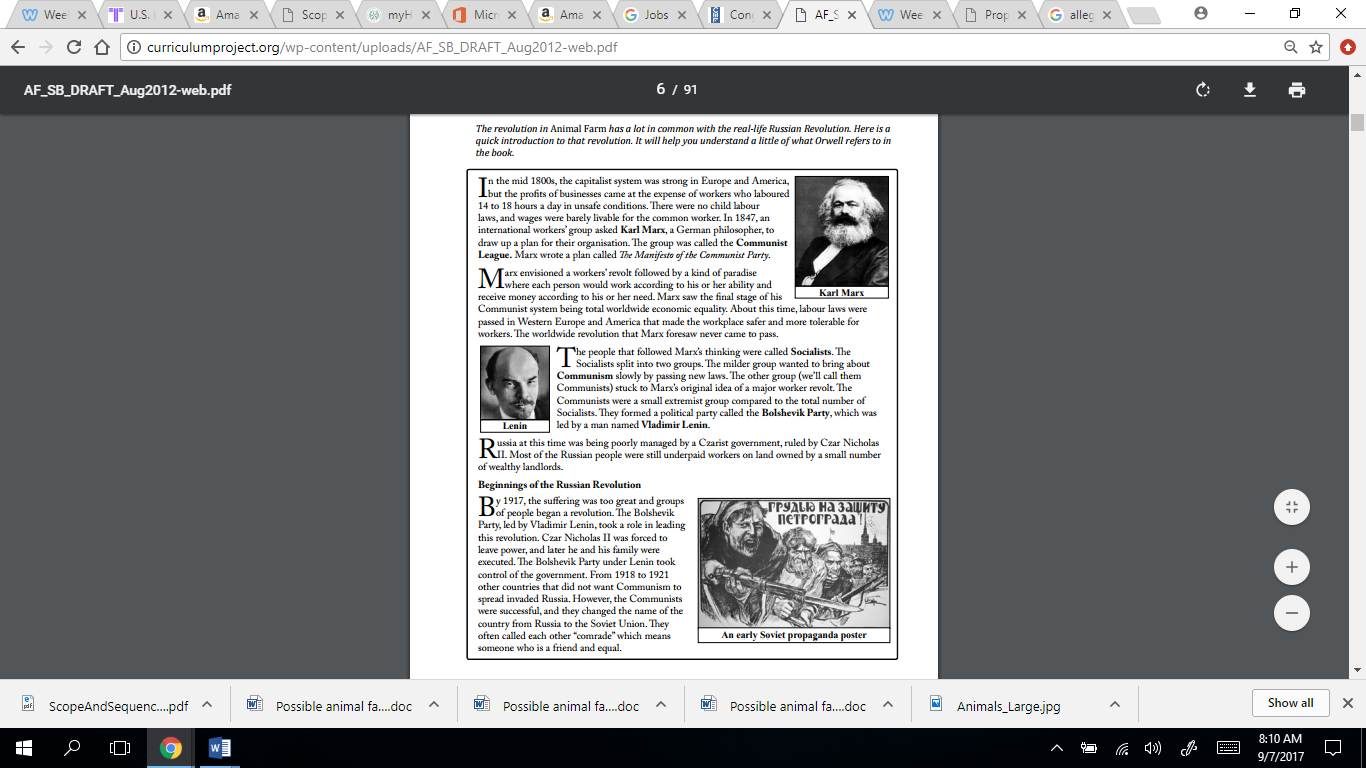 Wee
U.S.
Ama
Scop
myH
Micr
Ama
Jobs
Cong
AF_S
Wee
Prop
alleg
curriculumproject.org/wp-content/uploads/AF_SB_DRAFT_Aug2012-web.pdf
AF_SB_DRAFT_Aug2012-web.pdf
6 / 91
The revolution in Animal Farm has a lot in common with the real-life Russian Revolution. Here is a
quick introduction to that revolution. It will help you understand a little of what Orwell refers to in
the book.
In the mid 1800s, the capitalist system was strong in Europe and America,
but the profits of businesses came at the expense of workers who laboured
14 to 18 hours a day in unsafe conditions. There were no child labour
laws, and wages were barely livable for the common worker. In 1847, an
international workers' group asked Karl Marx, a German philosopher, to
draw up a plan for their organisation. The group was called the Communist
League. Marx wrote a plan called The Manifesto of the Communist Party.
Karl Marx
Marx envisioned a workers' revolt followed by a kind of paradise
where each person would work according to his or her ability and
receive money according to his or her need. Marx saw the final stage of his
Communist system being total worldwide economic equality. About this time, labour laws were
passed in Western Europe and America that made the workplace safer and more tolerable for
workers. The worldwide revolution that Marx foresaw never came to pass.
Lenin
The people that followed Marx's thinking were called Socialists. The
Socialists split into two groups. The milder group wanted to bring about
Communism slowly by passing new laws. The other group (we'll call them
Communists) stuck to Marx's original idea of a major worker revolt. The
Communists were a small extremist group compared to the total number of
Socialists. They formed a political party called the Bolshevik Party, which was
led by a man named Vladimir Lenin.
Russia at this time was being poorly managed by a Czarist government, ruled by Czar Nicholas
II. Most of the Russian people were still underpaid workers on land owned by a small number
of wealthy landlords.
Beginnings of the Russian Revolution
By 1917, the suffering was too great and groups
of people began a revolution. The Bolshevik
Party, led by Vladimir Lenin, took a role in leading
this revolution. Czar Nicholas II was forced to
leave power, and later he and his family were
executed. The Bolshevik Party under Lenin took
control of the government. From 1918 to 1921
other countries that did not want Communism to
spread invaded Russia. However, the Communists
were successful, and they changed the name of the
country from Russia to the Soviet Union. They
often called each other “comrade” which means
someone who is a friend and equal.
ГРУДЬЮ НА ЗАЩИТУ
ПЕТРОГРАДА!
An early Soviet propaganda poster
ScopeAndSequenc....pdf
Possible animal fa....doc
Possible animal fa....doc
Possible animal fa....doc
Animals_Large.jpg
Show all
8:10 AM
9/7/2017